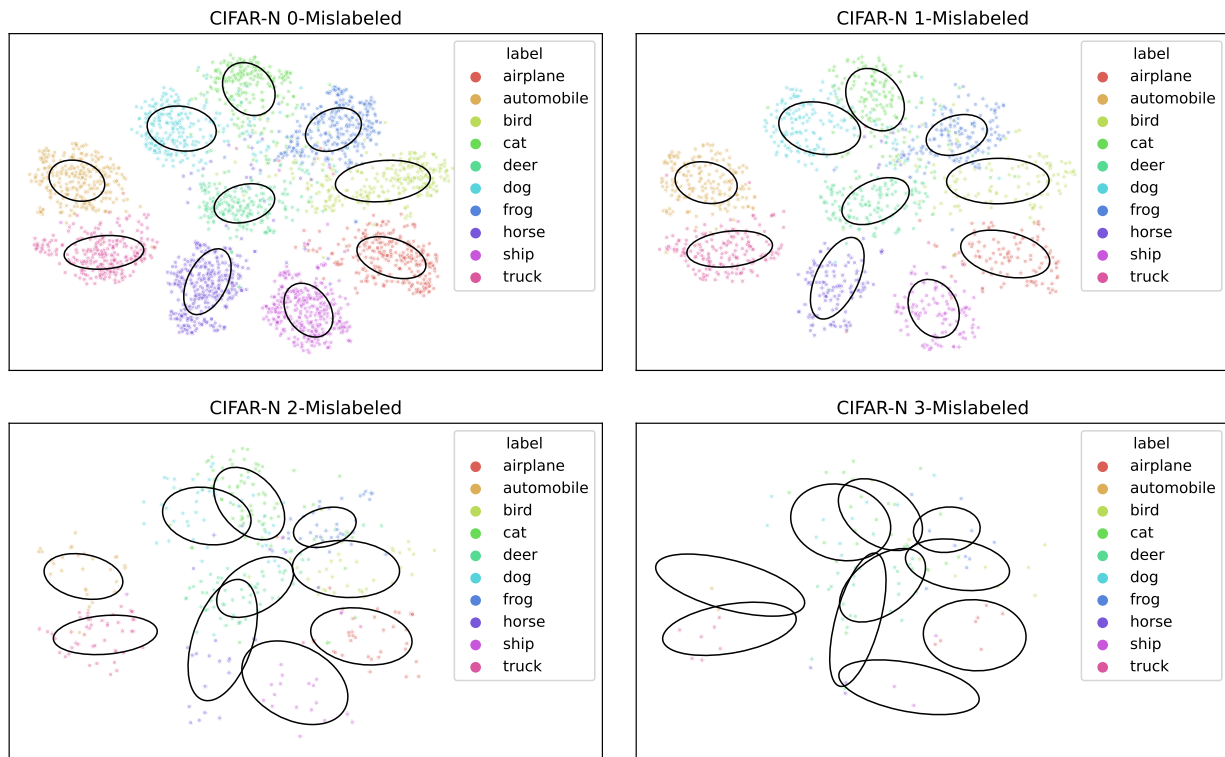 CIFAR-N 0-Mislabeled
label
airplane
automobile
bird
cat
deer
dog
frog
horse
ship
truck
CIFAR-N 1-Mislabeled
label
airplane
automobile
bird
cat
deer
dog
frog
horse
ship
truck
CIFAR-N 2-Mislabeled
label
airplane
automobile
bird
cat
deer
dog
frog
horse
ship
truck
CIFAR-N 3-Mislabeled
label
airplane
automobile
bird
cat
deer
dog
frog
horse
ship
truck